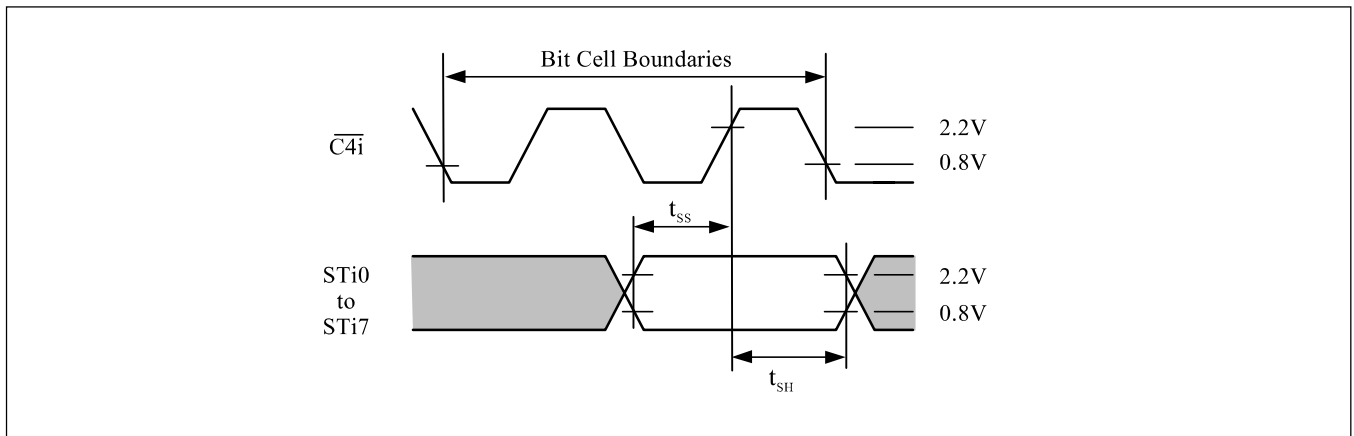 Bit Cell Boundaries
C4i
2.2V
0.8V
tSS
STi0
to
STi7
2.2V
0.8V
tSH